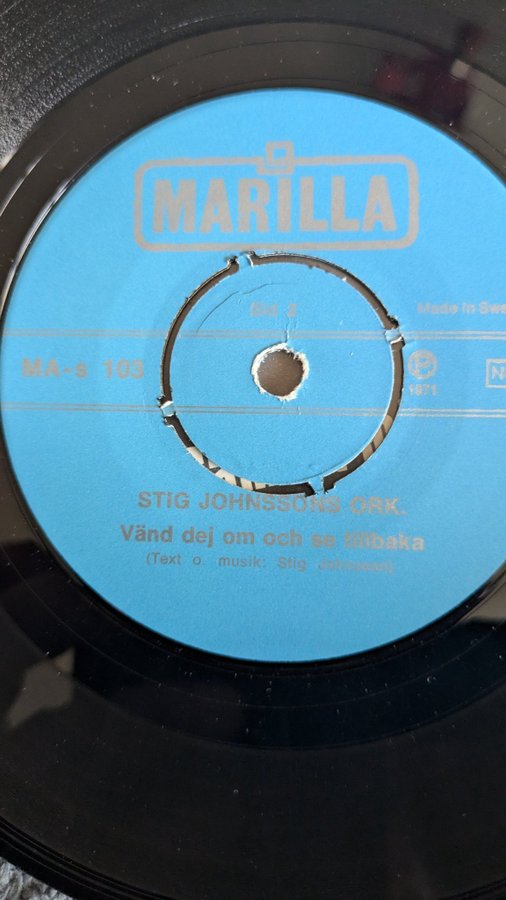 MARILLA
Sid 2
Made in Swe
MA-s 103
P
1971
N
STIG JOHNSSONS ORK.
Vänd dej om och se tillbaka
(Text o. musik: Stig Johnsson)